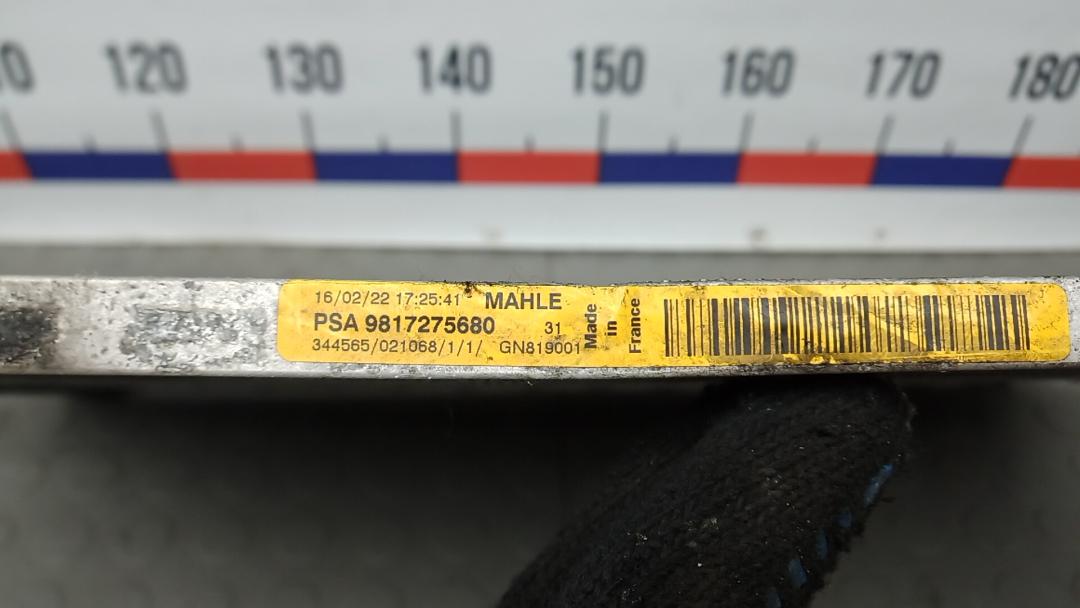 120 130 140 150 160 170 180
16/02/22 17:25:41 MAHLE
PSA 9817275680 31
344565/021068/1/1/ GN819001
Made
in
France